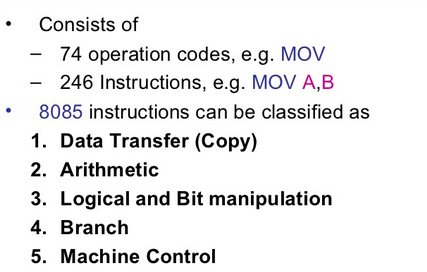 • Consists of
– 74 operation codes, e.g. MOV
– 246 Instructions, e.g. MOV A,B
• 8085 instructions can be classified as
1. Data Transfer (Copy)
2. Arithmetic
3. Logical and Bit manipulation
4. Branch
5. Machine Control